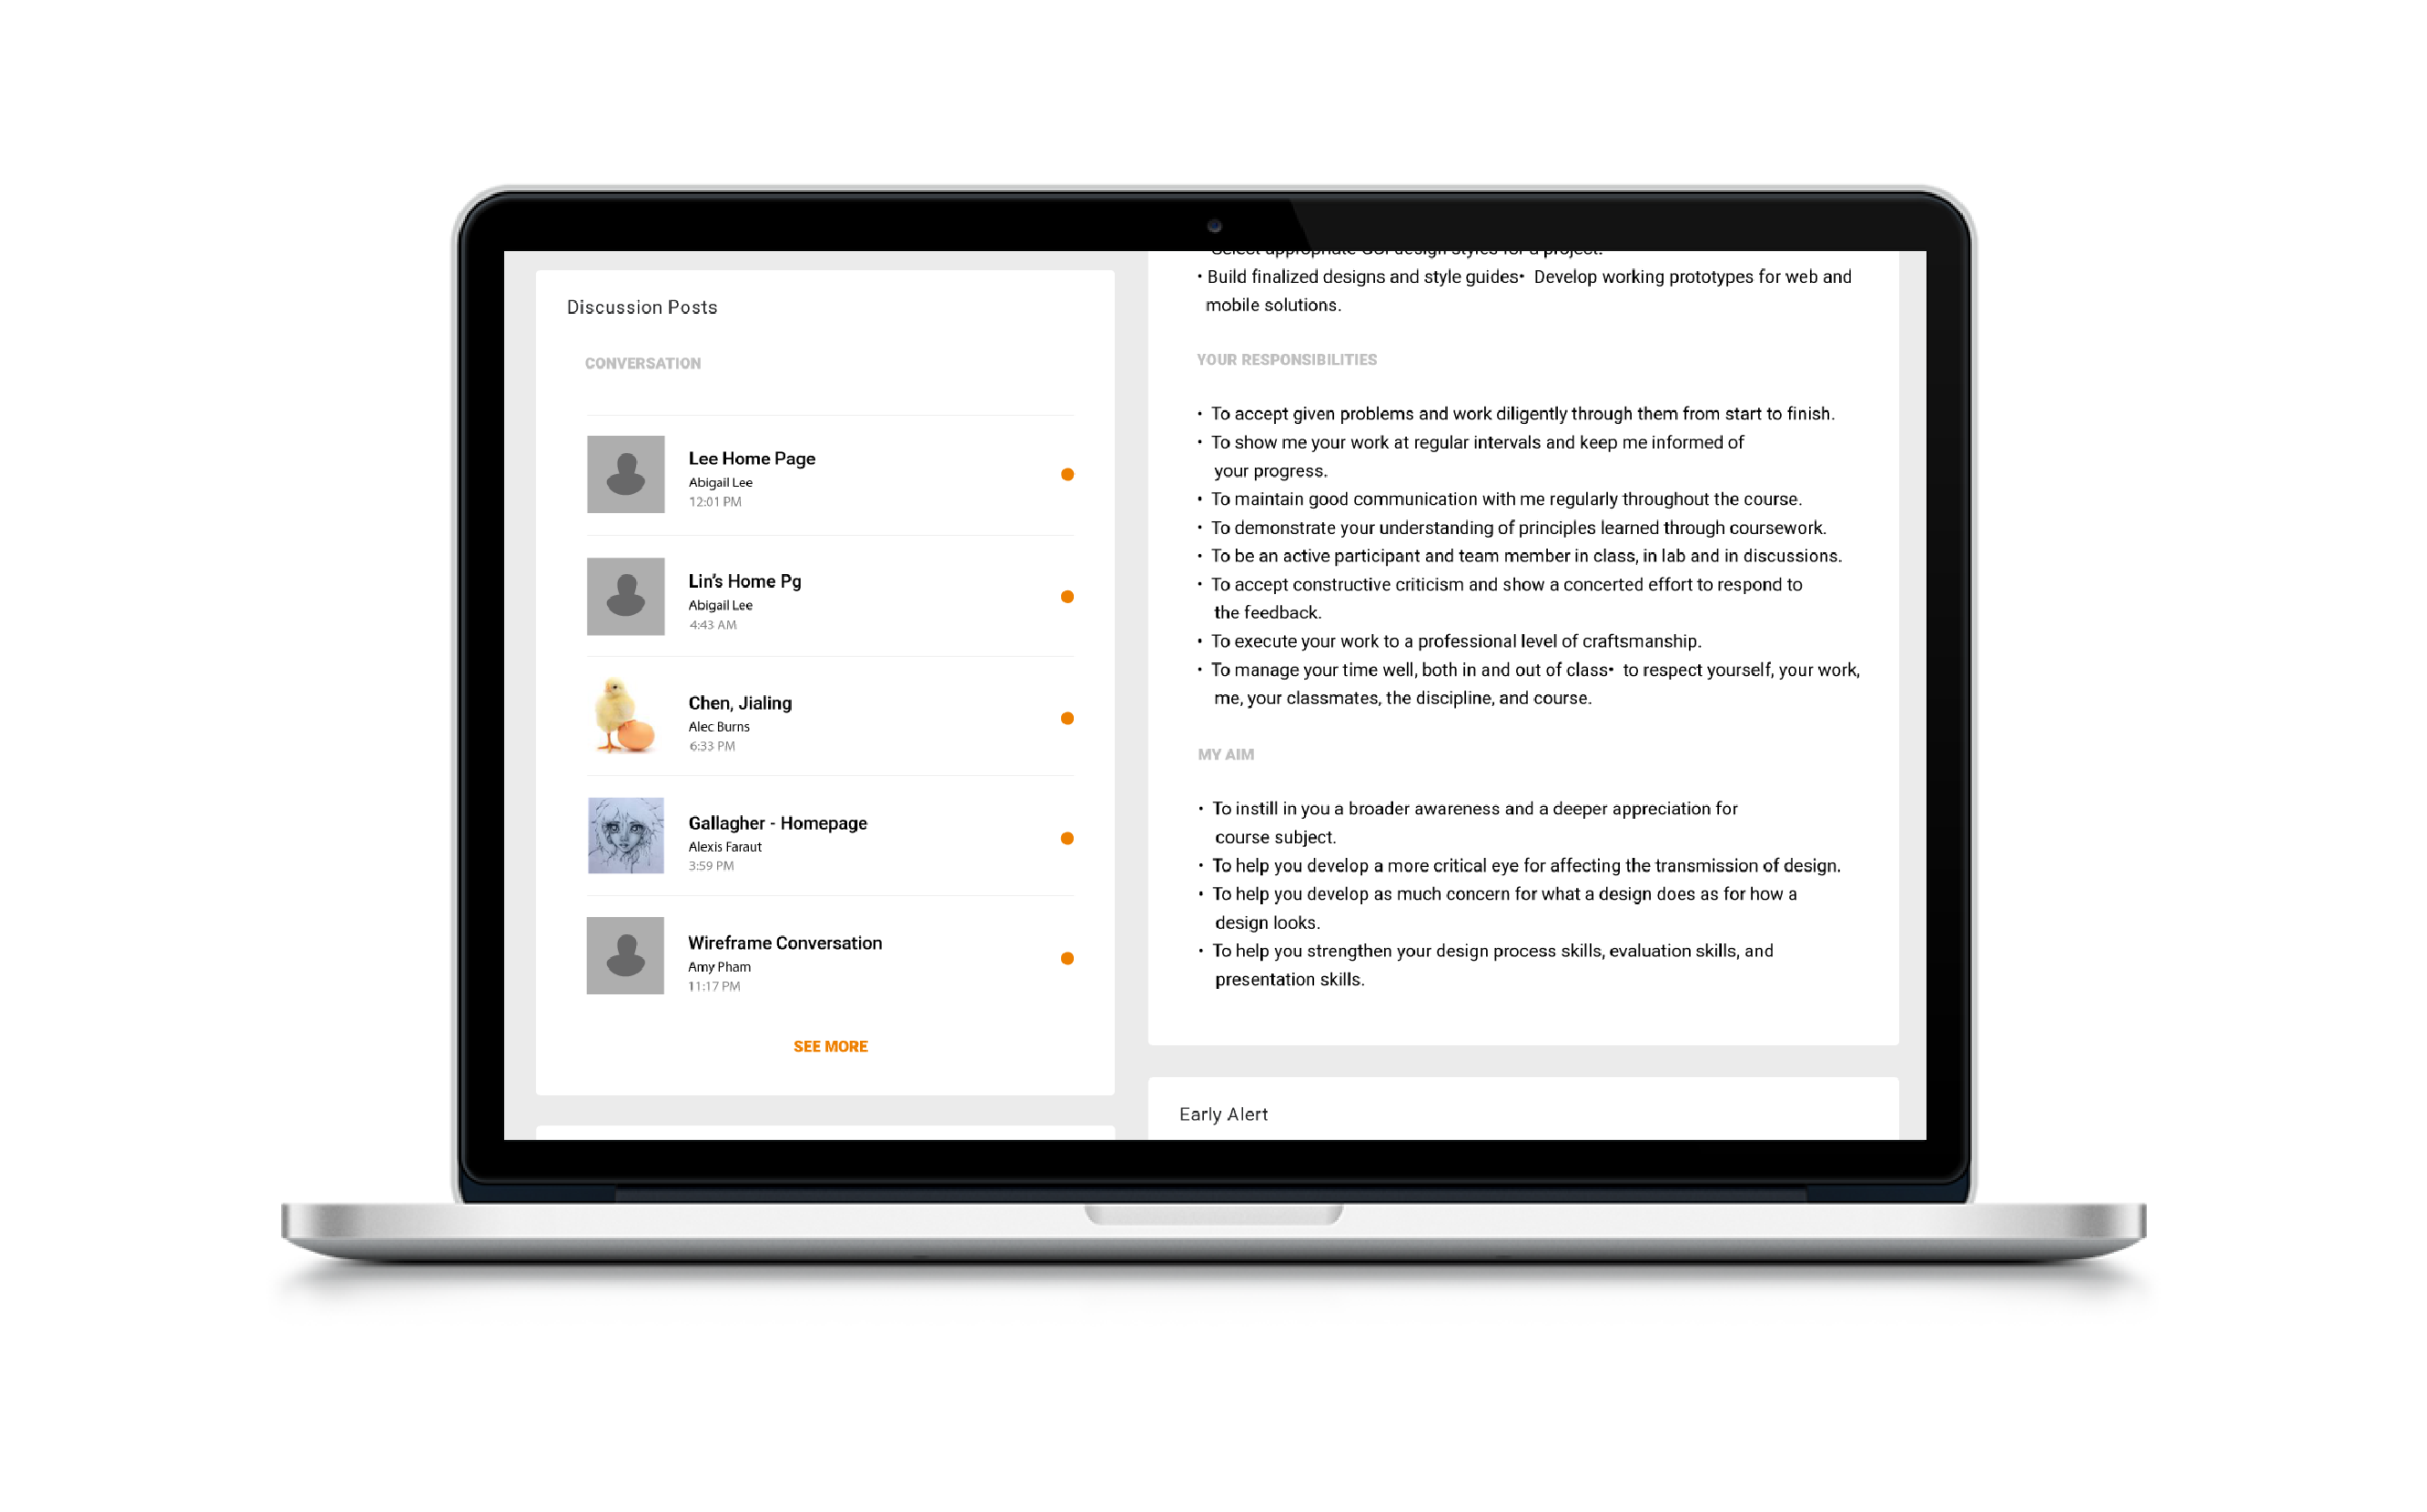 Discussion Posts
CONVERSATION
Lee Home Page
Abigail Lee
12:01 PM
Lin's Home Pg
Abigail Lee
4:43 AM
Chen, Jialing
Alec Burns
6:33 PM
Gallagher - Homepage
Alexis Faraut
3:59 PM
Wireframe Conversation
Amy Pham
11:17 PM
SEE MORE
Select appropriate GUI design styles for a project.
• Build finalized designs and style guides• Develop working prototypes for web and
mobile solutions.
YOUR RESPONSIBILITIES
• To accept given problems and work diligently through them from start to finish.
• To show me your work at regular intervals and keep me informed of
your progress.
• To maintain good communication with me regularly throughout the course.
• To demonstrate your understanding of principles learned through coursework.
• To be an active participant and team member in class, in lab and in discussions.
• To accept constructive criticism and show a concerted effort to respond to
the feedback.
• To execute your work to a professional level of craftsmanship.
• To manage your time well, both in and out of class• to respect yourself, your work,
me, your classmates, the discipline, and course.
MY AIM
• To instill in you a broader awareness and a deeper appreciation for
course subject.
• To help you develop a more critical eye for affecting the transmission of design.
• To help you develop as much concern for what a design does as for how a
design looks.
• To help you strengthen your design process skills, evaluation skills, and
presentation skills.
Early Alert